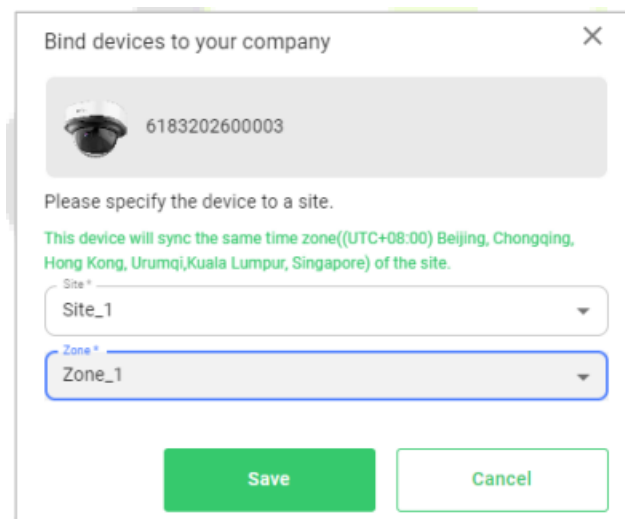 Bind devices to your company
6183202600003
Please specify the device to a site.
This device will sync the same time zone((UTC+08:00) Beijing, Chongqing,
Hong Kong, Urumqi,Kuala Lumpur, Singapore) of the site.
Site *
Site_1
Zone *
Zone_1
Save Cancel